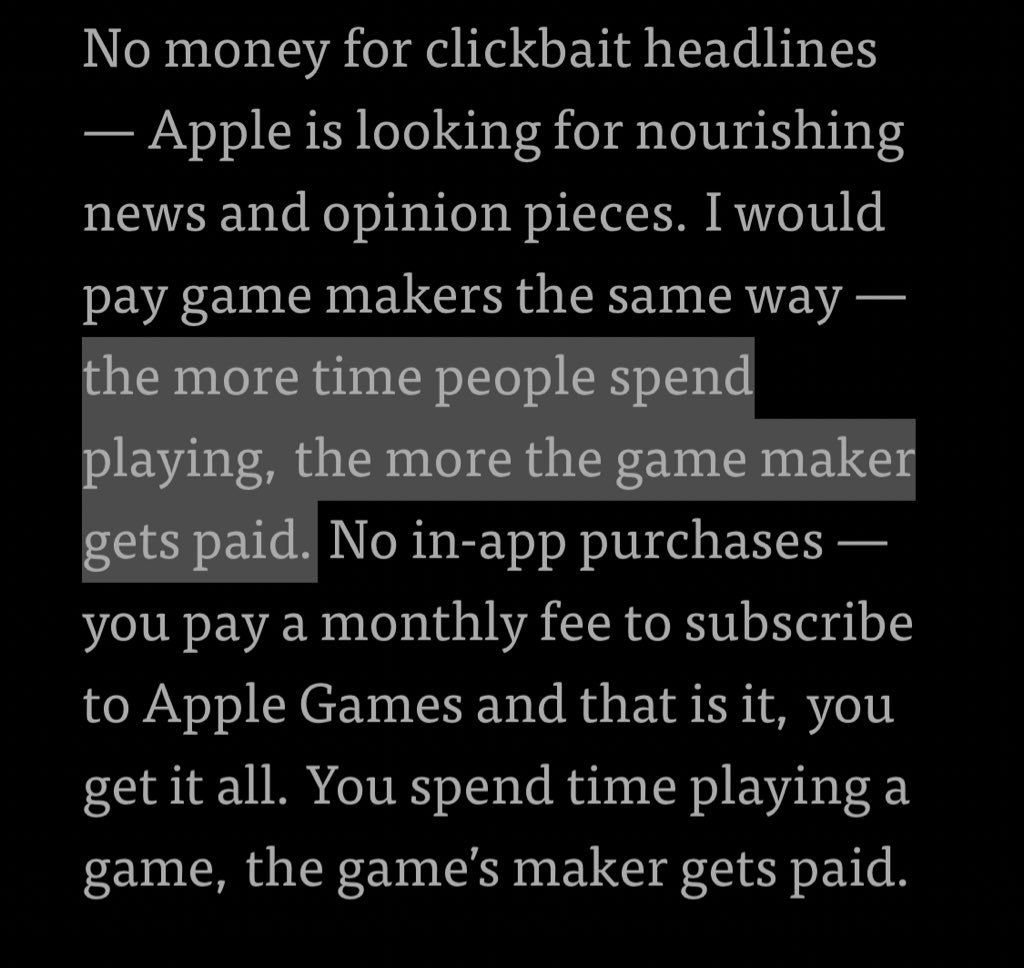 No money for clickbait headlines
— Apple is looking for nourishing
news and opinion pieces. I would
pay game makers the same way —
the more time people spend
playing, the more the game maker
gets paid. No in-app purchases —
you pay a monthly fee to subscribe
to Apple Games and that is it, you
get it all. You spend time playing a
game, the game’s maker gets paid.